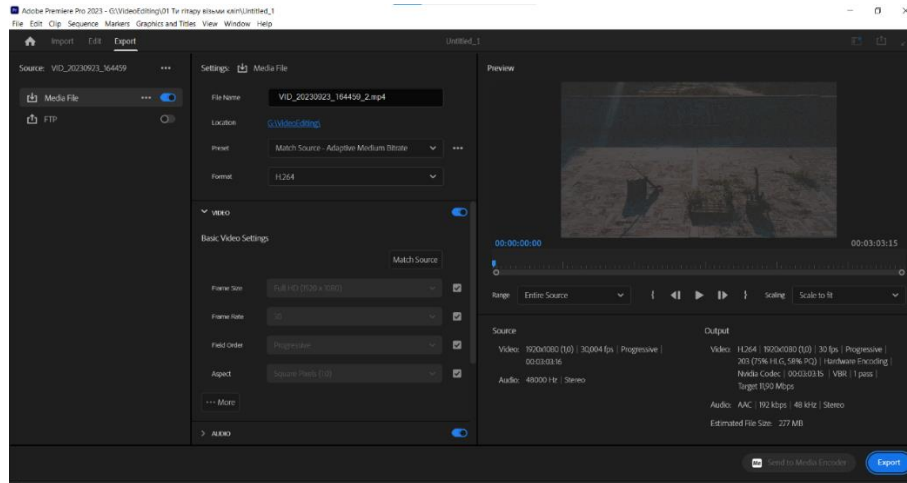 Adobe Premiere Pro 2023 - G:\VideoEditing\01 Ти гітару візьми кліп\Untitled_1
File Edit Clip Sequence Markers Graphics and Titles View Window Help
Import Edit Export
Untitled_1
Source: VID_20230923_164459
Media File
FTP
Settings: Media File
File Name VID_20230923_164459_2.mp4
Location G:\VideoEditing\
Preset Match Source - Adaptive Medium Bitrate
Format H.264
VIDEO
Basic Video Settings
Match Source
Frame Size Full HD (1920 x 1080)
Frame Rate 30
Field Order Progressive
Aspect Square Pixels (1.0)
More
AUDIO
Preview
00:00:00:00 00:03:03:15
Range Entire Source Scaling Scale to fit
Source
Video: 1920x1080 (1,0) | 30,004 fps | Progressive |
00:03:03:16
Audio: 48000 Hz | Stereo
Output
Video: H.264 | 1920x1080 (1,0) | 30 fps | Progressive |
203 (75% HLG, 58% PQ) | Hardware Encoding |
Nvidia Codec | 00:03:03:15 | VBR | 1 pass |
Target 11,90 Mbps
Audio: AAC | 192 kbps | 48 kHz | Stereo
Estimated File Size: 277 MB
Send to Media Encoder Export